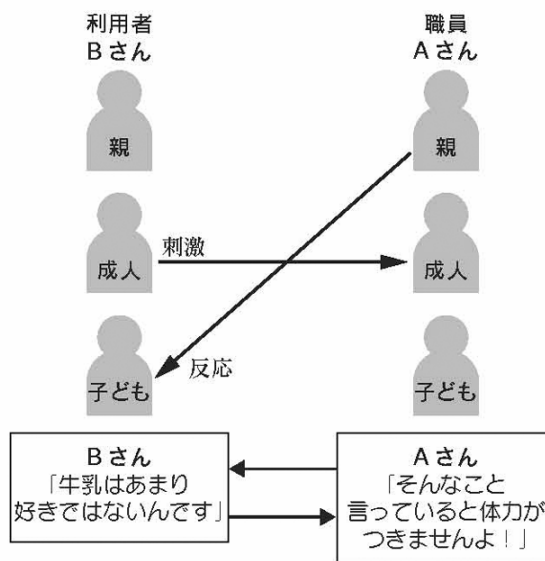 利用者
Bさん
職員
Aさん
親
親
成人
刺激
成人
子ども
反応
子ども
Bさん
「牛乳はあまり
好きではないんです」
Aさん
「そんなこと
言っていると体力が
つきませんよ!」